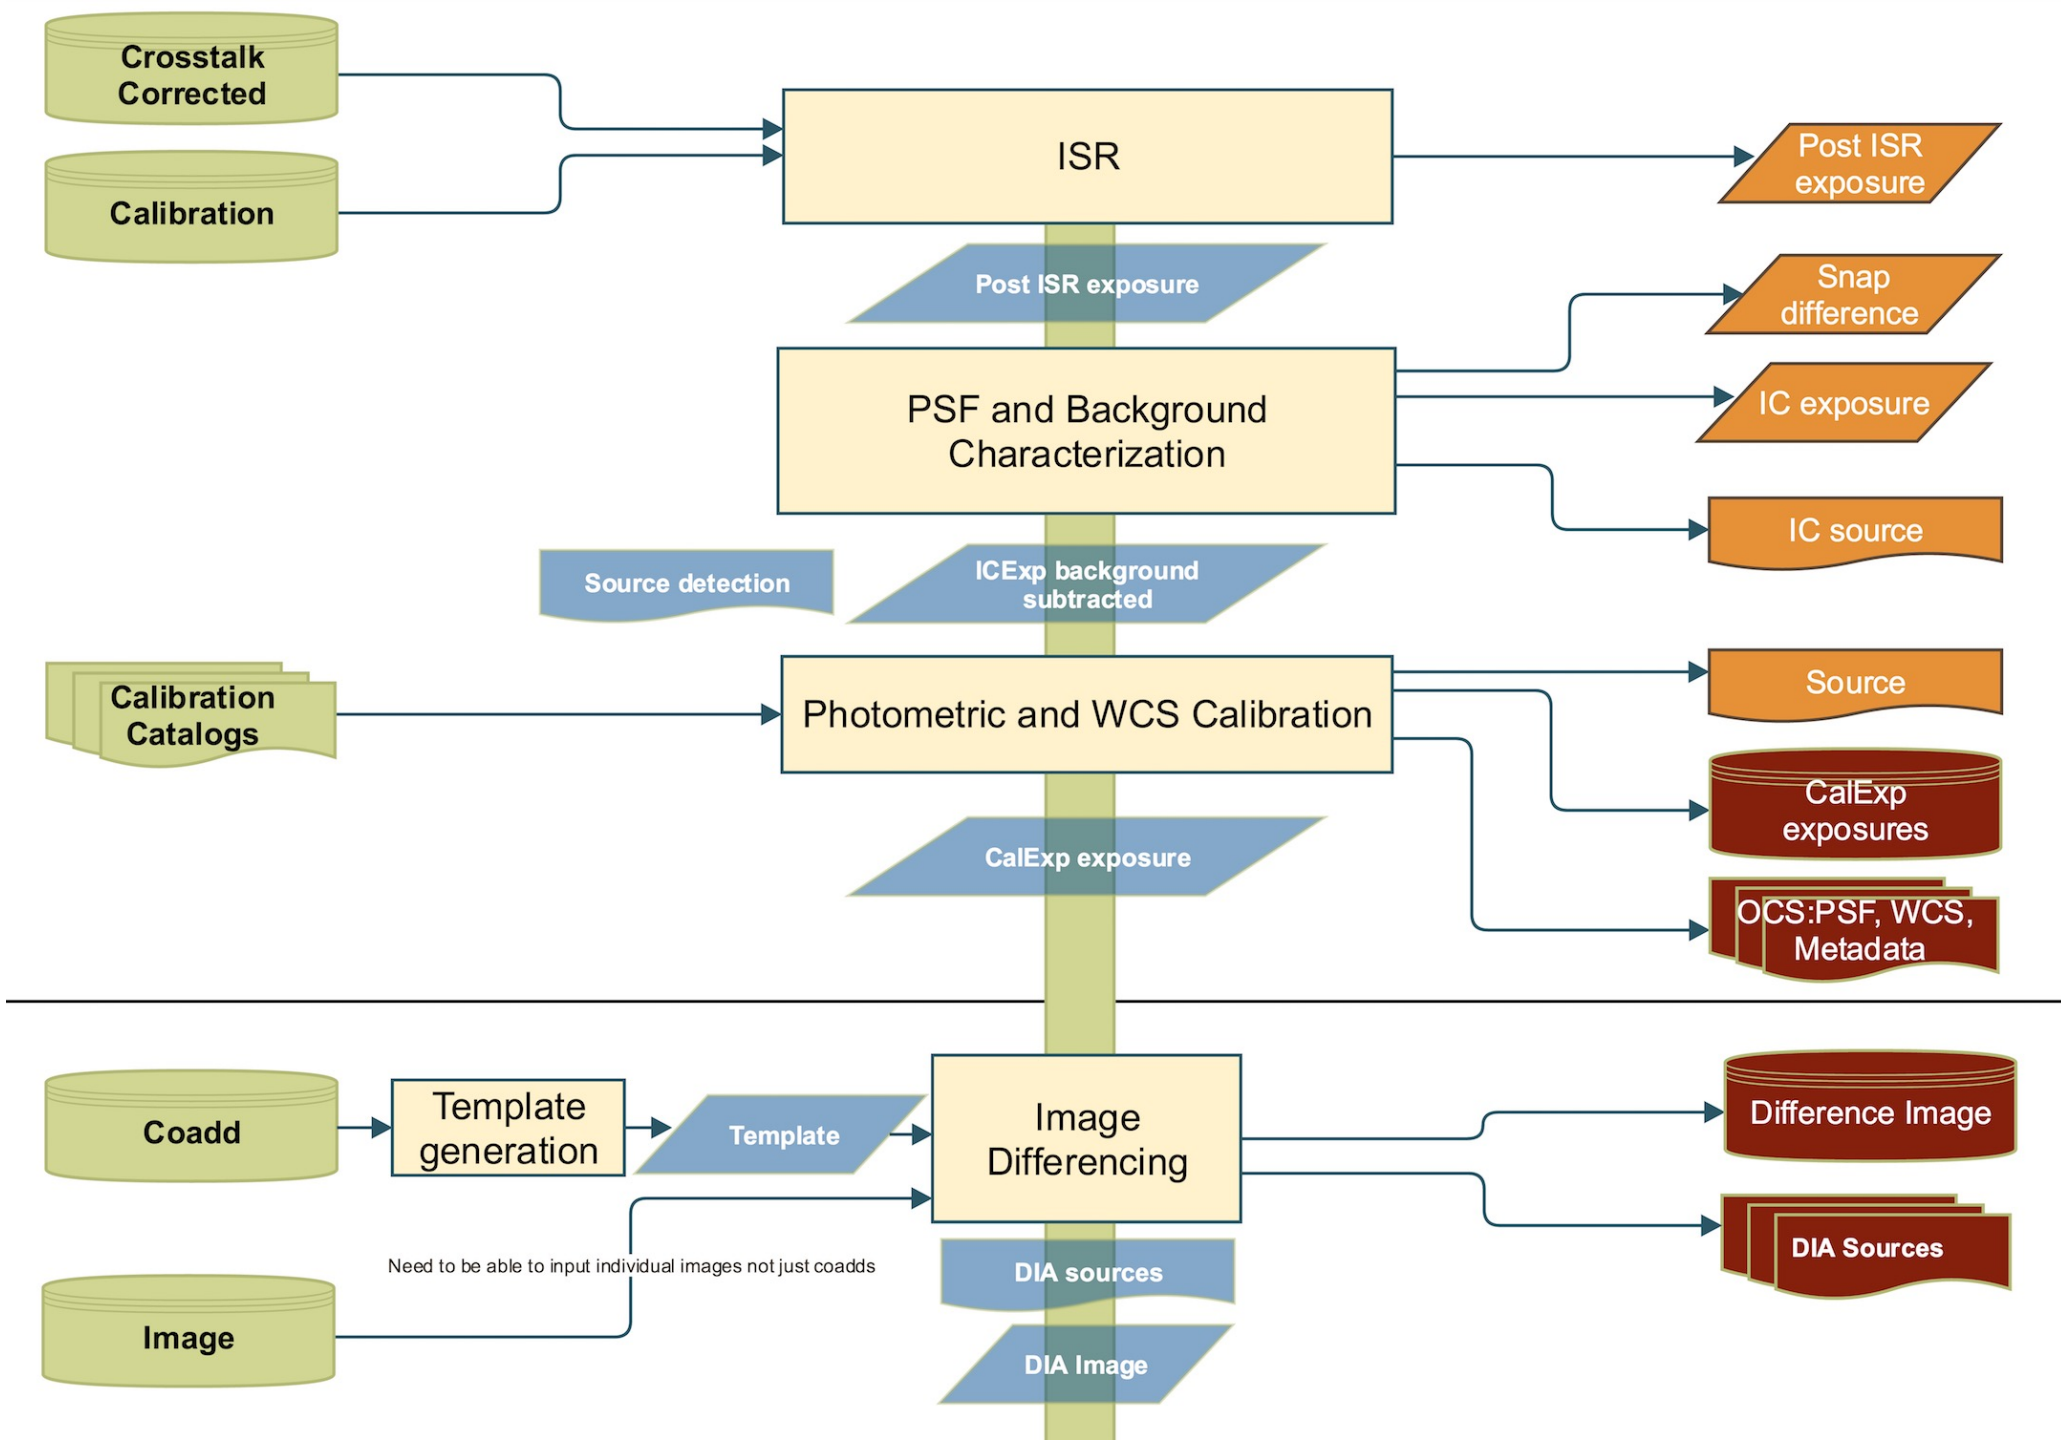 Crosstalk
Corrected
Calibration
ISR
Post ISR
exposure
Post ISR exposure
Snap
difference
PSF and Background
Characterization
IC exposure
IC source
Source detection
ICExp background
subtracted
Calibration
Catalogs
Photometric and WCS Calibration
Source
CalExp
exposures
CalExp exposure
OCS:PSF, WCS,
Metadata
Coadd
Template
generation
Template
Image
Differencing
Difference Image
DIA Sources
Need to be able to input individual images not just coadds
Image
DIA sources
DIA Image